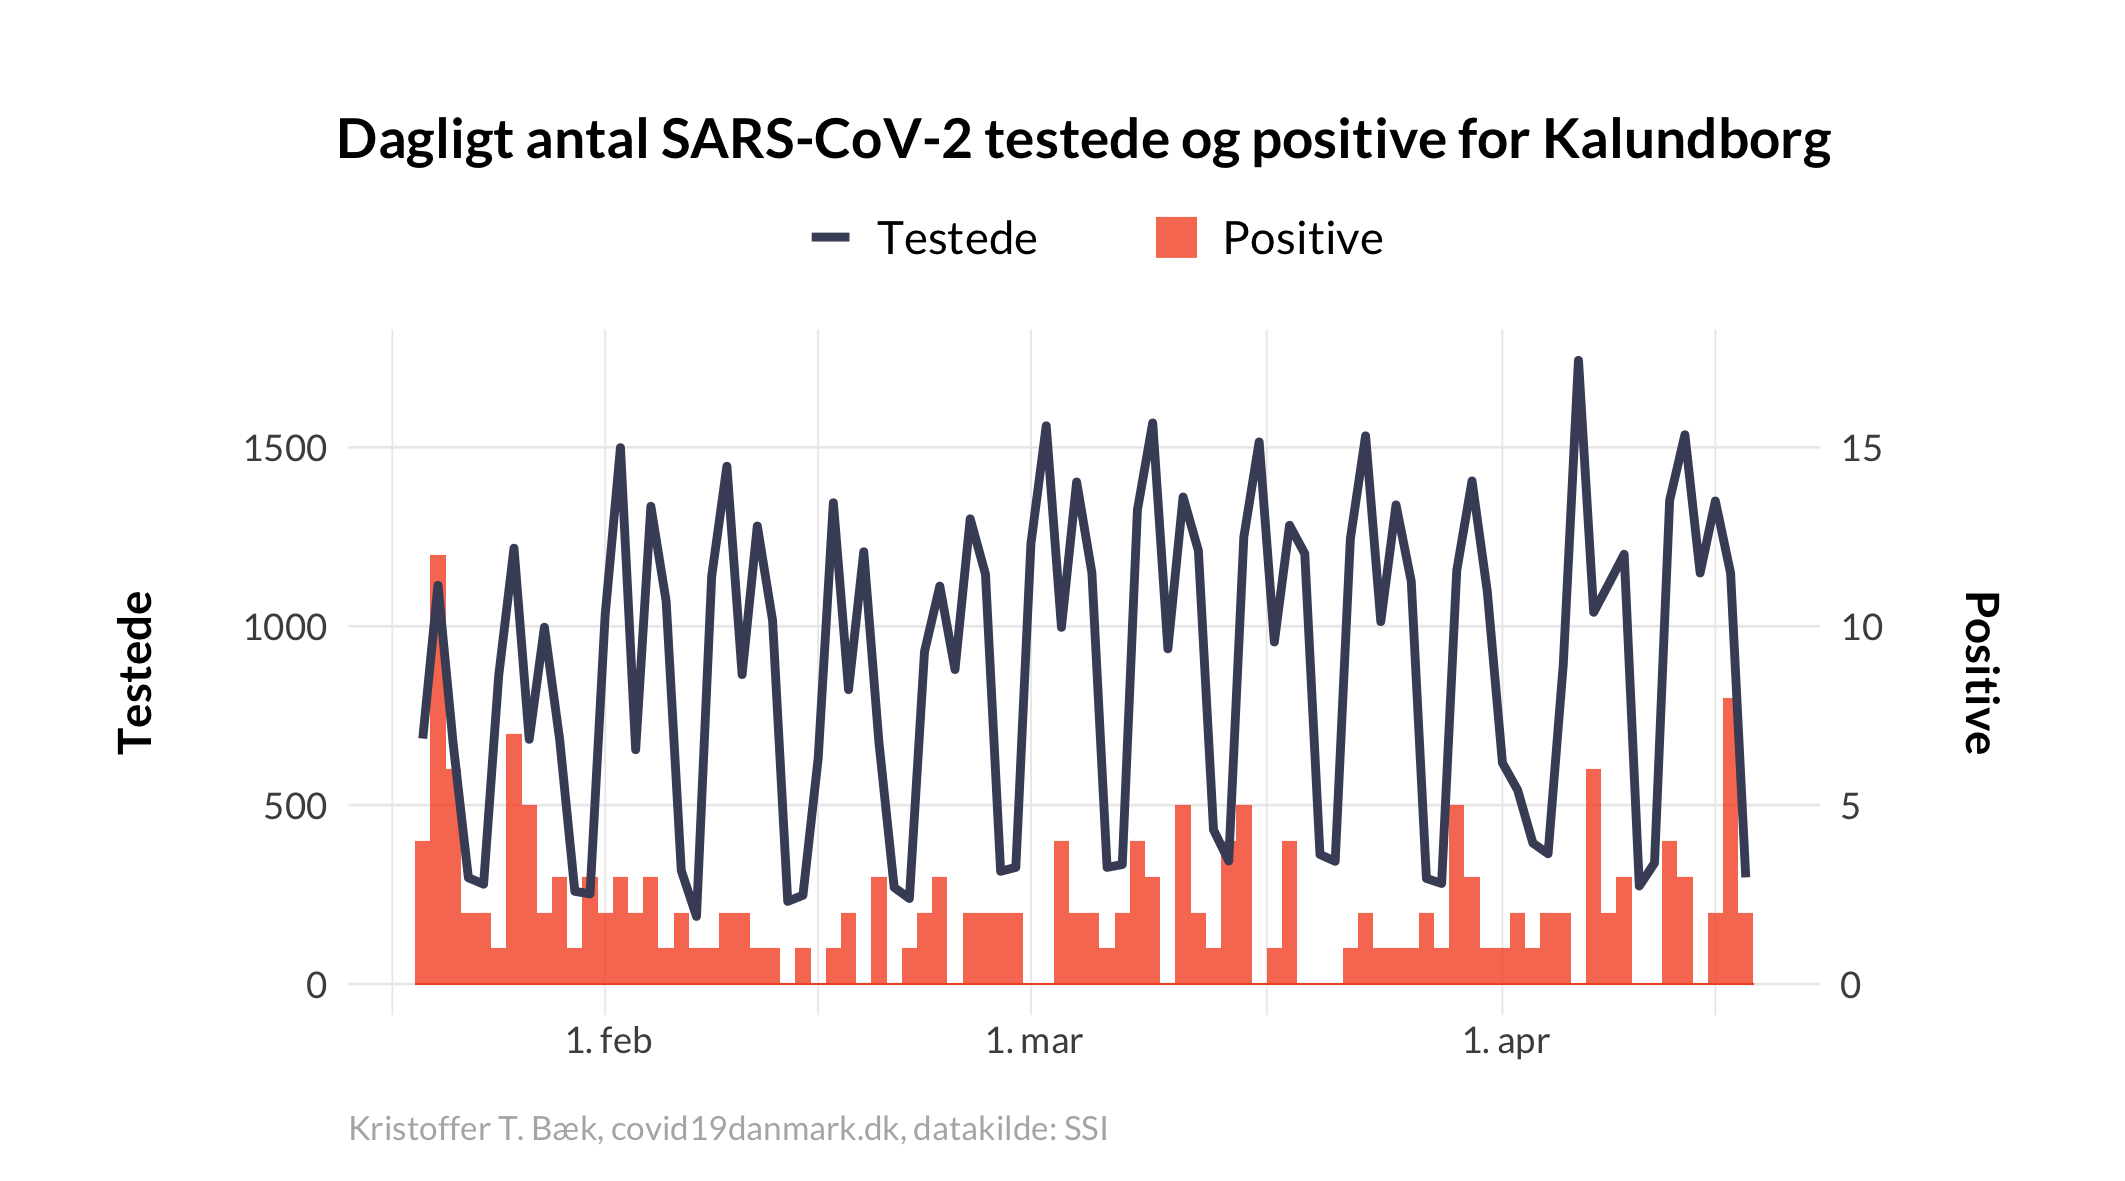 Dagligt antal SARS-CoV-2 testede og positive for Kalundborg
Testede Positive
1500 15
1000 10
Testede
Positive
500 5
0 0
1. feb 1. mar 1. apr
Kristoffer T. Bæk, covid19danmark.dk, datakilde: SSI